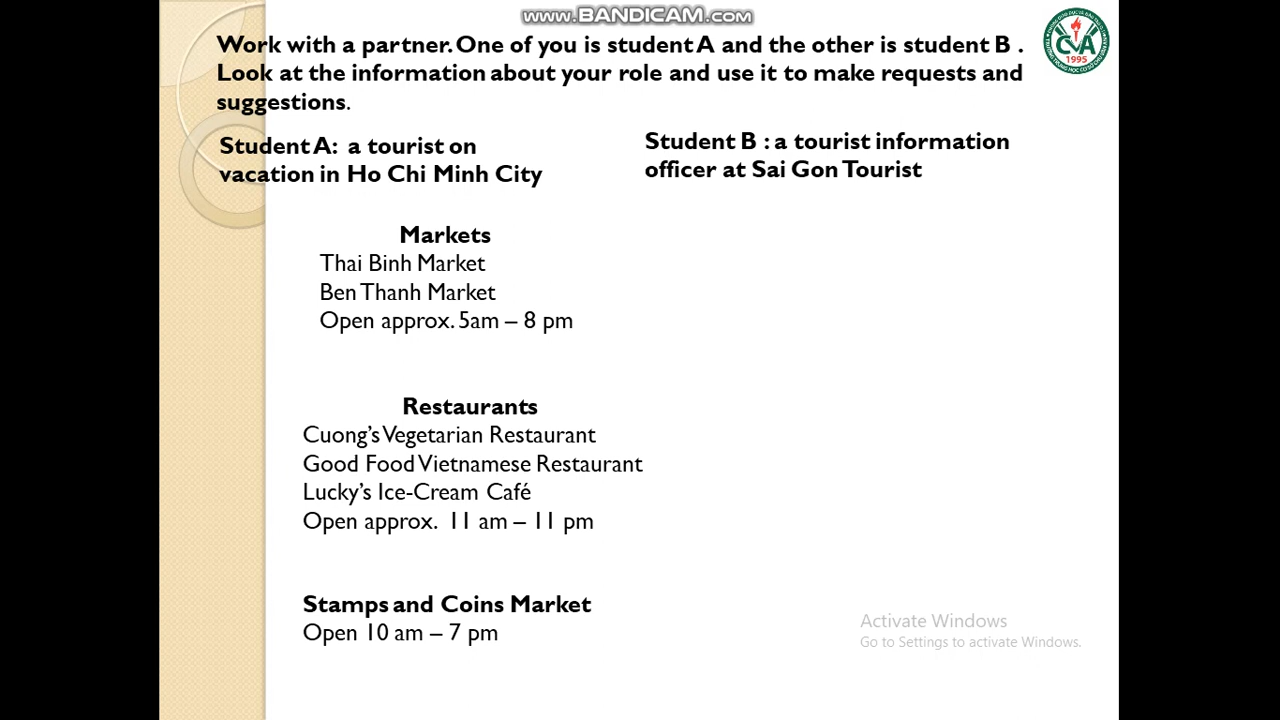 www.BANDICAM.com
Work with a partner. One of you is student A and the other is student B .
Look at the information about your role and use it to make requests and
suggestions.
CVA
1995
Student A: a tourist on
vacation in Ho Chi Minh City
Student B : a tourist information
officer at Sai Gon Tourist
Markets
Thai Binh Market
Ben Thanh Market
Open approx. 5am – 8 pm
Restaurants
Cuong's Vegetarian Restaurant
Good Food Vietnamese Restaurant
Lucky's Ice-Cream Café
Open approx. 11 am – 11 pm
Stamps and Coins Market
Open 10 am – 7 pm
Activate Windows
Go to Settings to activate Windows.